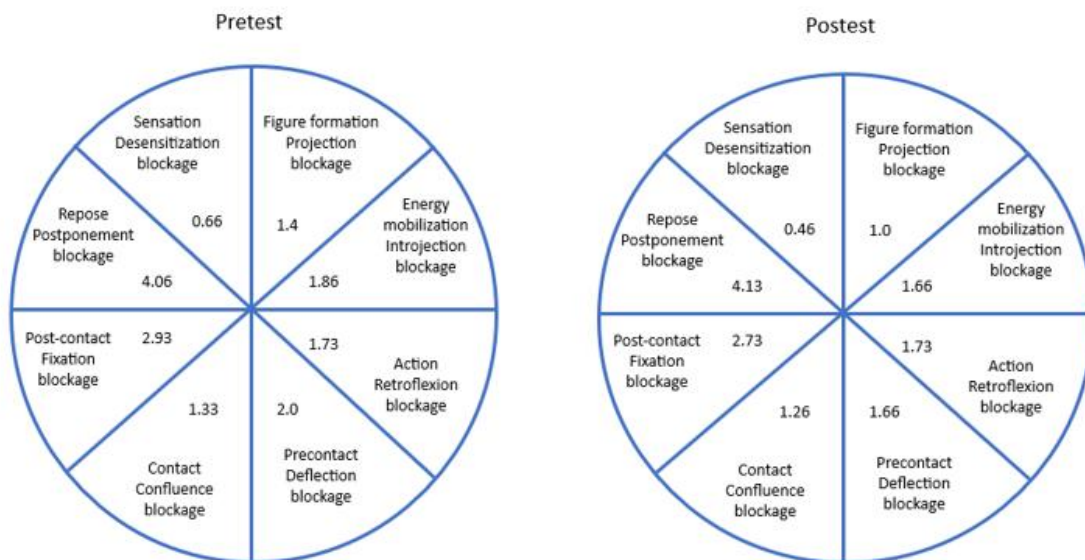 Pretest
Sensation
Desensitization
blockage
0.66
Figure formation
Projection
blockage
1.4
Energy
mobilization
Introjection
blockage
1.86
Action
Retroflexion
blockage
1.73
Precontact
Deflection
blockage
2.0
Contact
Confluence
blockage
1.33
Post-contact
Fixation
blockage
2.93
Repose
Postponement
blockage
4.06
Postest
Sensation
Desensitization
blockage
0.46
Figure formation
Projection
blockage
1.0
Energy
mobilization
Introjection
blockage
1.66
Action
Retroflexion
blockage
1.73
Precontact
Deflection
blockage
1.66
Contact
Confluence
blockage
1.26
Post-contact
Fixation
blockage
2.73
Repose
Postponement
blockage
4.13